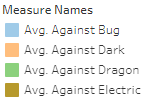 Measure Names
Avg. Against Bug
Avg. Against Dark
Avg. Against Dragon
Avg. Against Electric